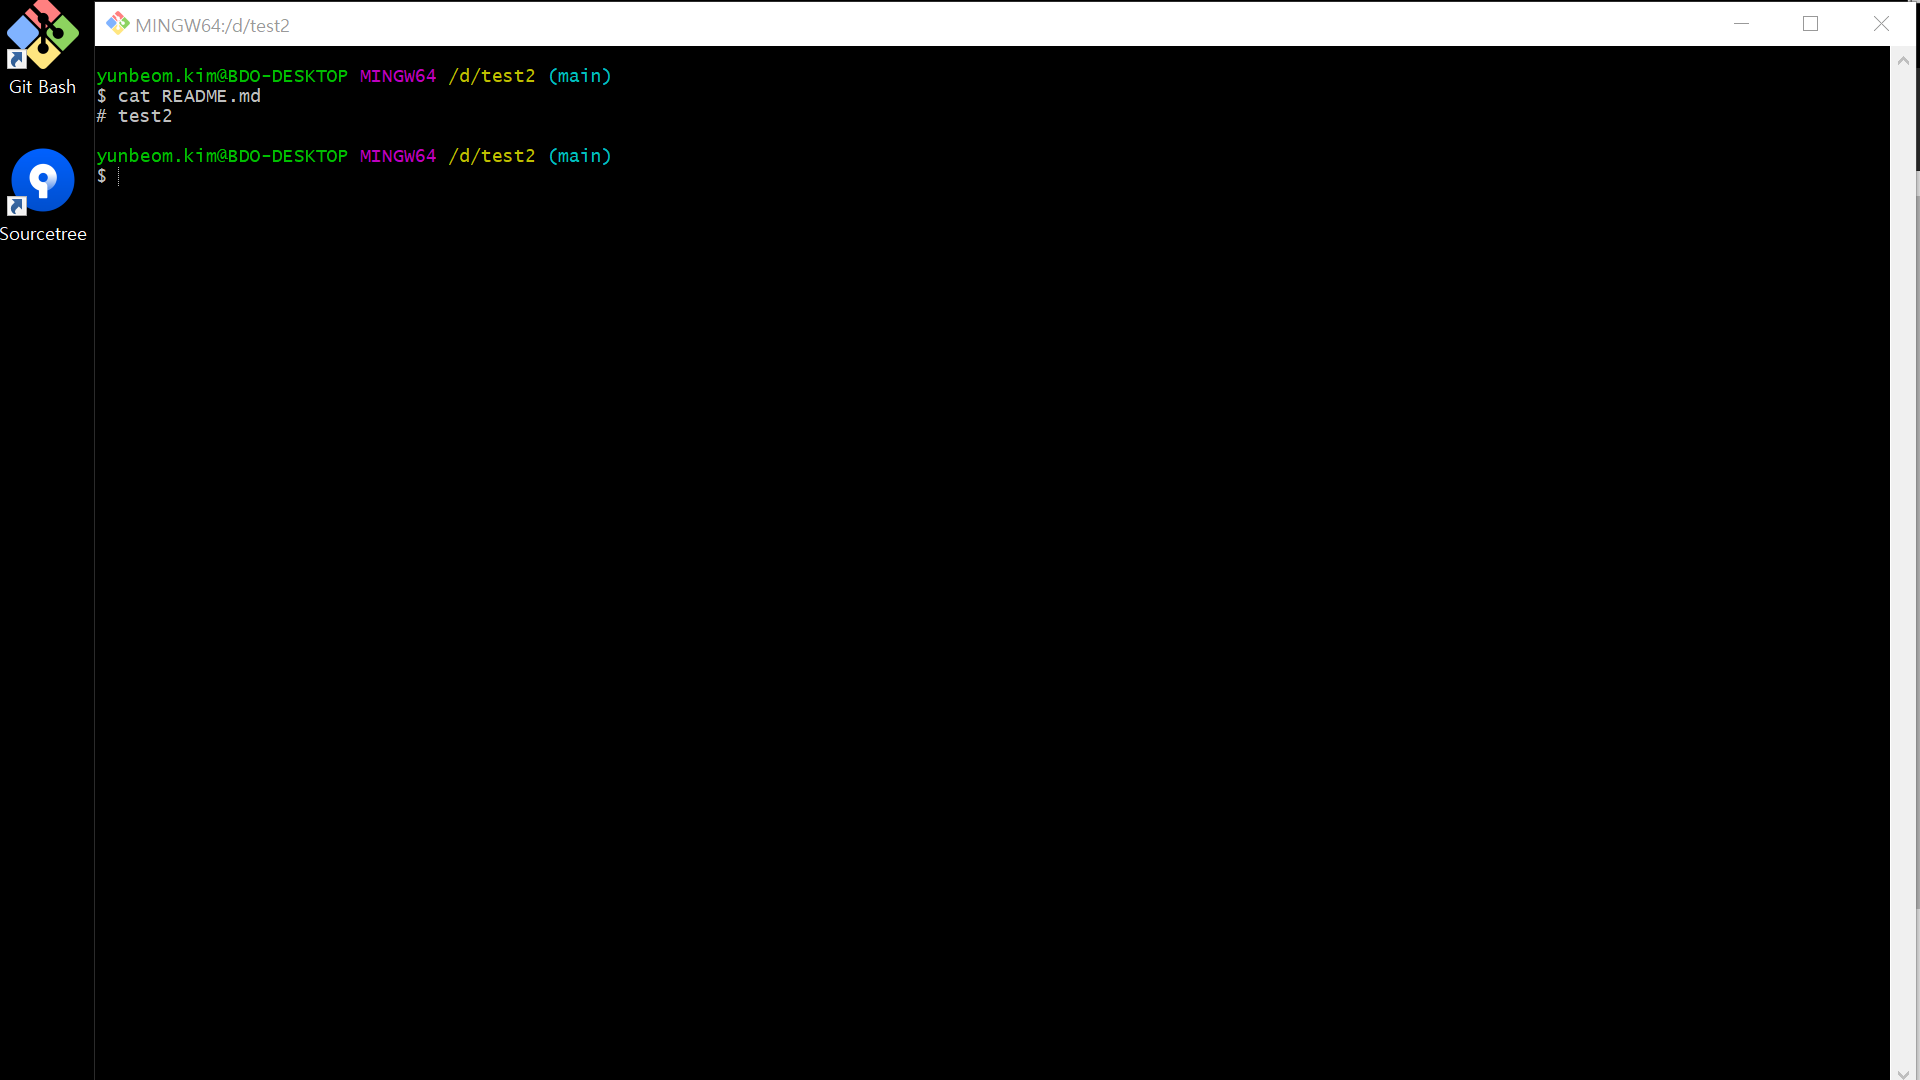 MINGW64:/d/test2
Git Bash
Sourcetree
yunbeom.kim@BDO-DESKTOP MINGW64 /d/test2 (main)
$ cat README.md
# test2
yunbeom.kim@BDO-DESKTOP MINGW64 /d/test2 (main)
$